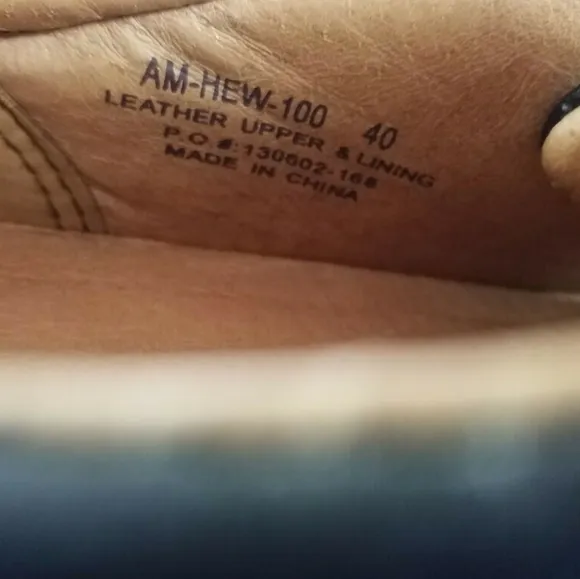 AM-HEW-100 40
LEATHER UPPER & LINING
P.O #:130602-168
MADE IN CHINA